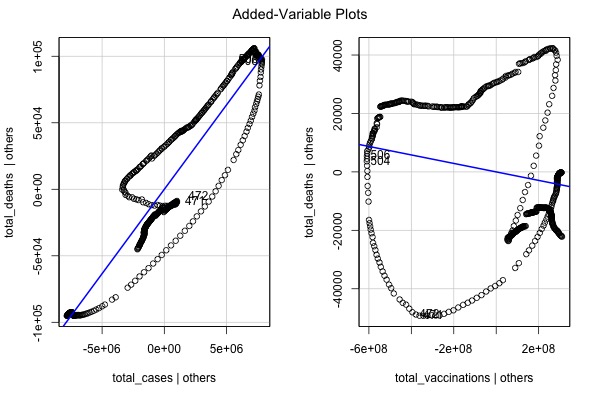 Added-Variable Plots
total_deaths | others
1e+05
5e+04
0e+00
-5e+04
-1e+05
472
-5e+06
0e+00
5e+06
total_cases | others
total_deaths | others
40000
20000
0
-20000
-40000
506
504
-6e+08
-2e+08
2e+08
total_vaccinations | others